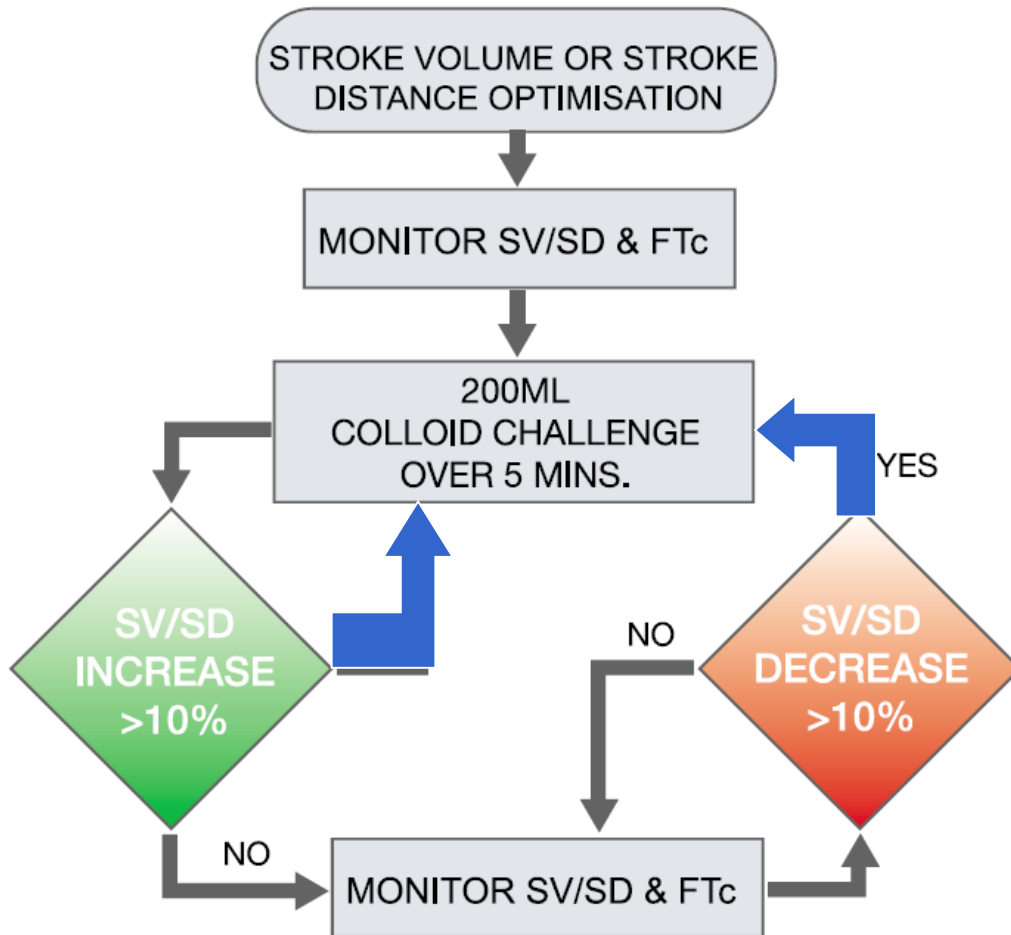 STROKE VOLUME OR STROKE
DISTANCE OPTIMISATION
MONITOR SV/SD & FTc
200ML
COLLOID CHALLENGE
OVER 5 MINS.
YES
SV/SD
INCREASE
>10%
NO
SV/SD
DECREASE
>10%
NO
MONITOR SV/SD & FTc